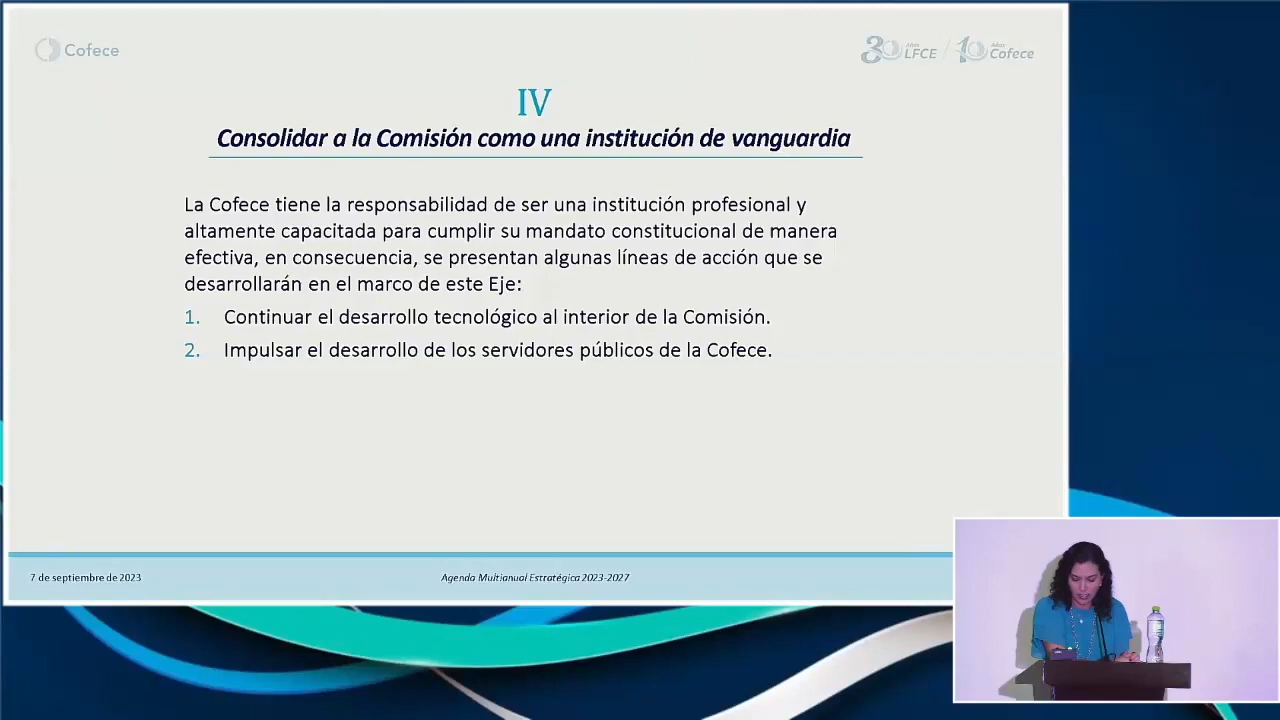 Cofece
30 Años LFCE / 10 Años Cofece
IV
Consolidar a la Comisión como una institución de vanguardia
La Cofece tiene la responsabilidad de ser una institución profesional y
altamente capacitada para cumplir su mandato constitucional de manera
efectiva, en consecuencia, se presentan algunas líneas de acción que se
desarrollarán en el marco de este Eje:
1. Continuar el desarrollo tecnológico al interior de la Comisión.
2. Impulsar el desarrollo de los servidores públicos de la Cofece.
7 de septiembre de 2023
Agenda Multianual Estratégica 2023-2027